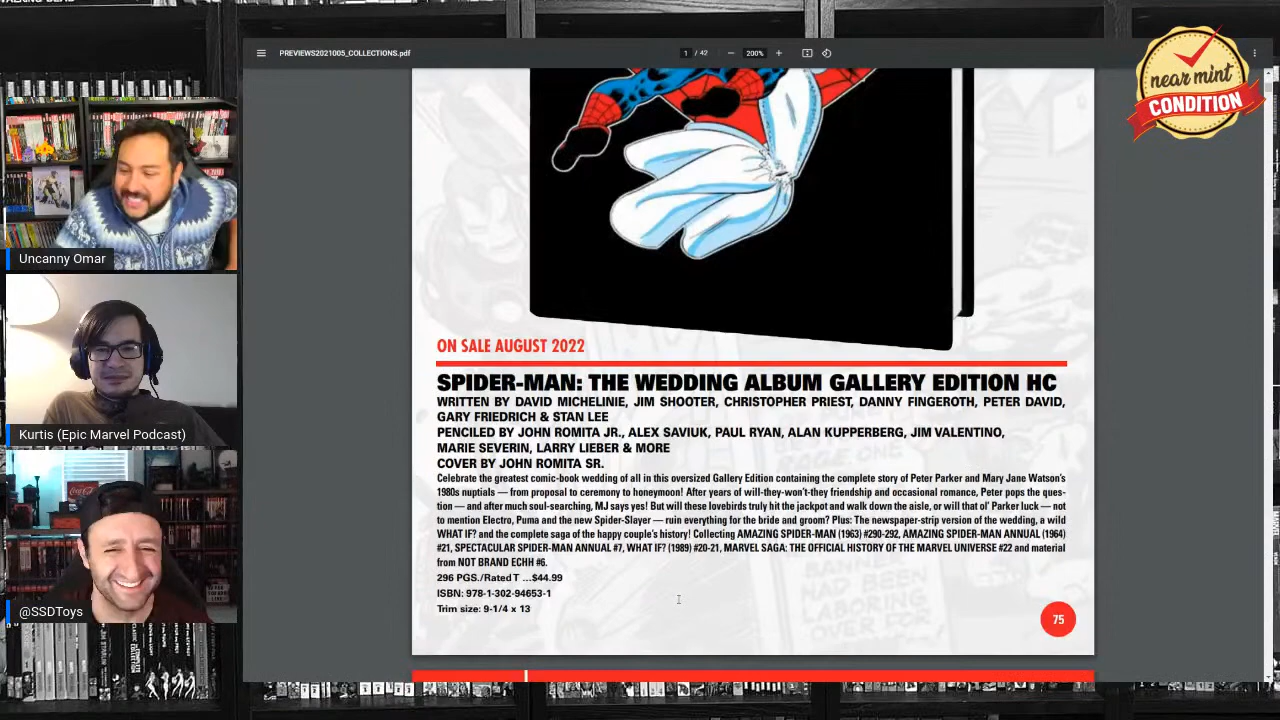 PREVIEWS2021005_COLLECTIONS.pdf
1 / 42
200%
near mint
CONDITION
Uncanny Omar
Kurtis (Epic Marvel Podcast)
@SSDToys
ON SALE AUGUST 2022
SPIDER-MAN: THE WEDDING ALBUM GALLERY EDITION HC
WRITTEN BY DAVID MICHELINIE, JIM SHOOTER, CHRISTOPHER PRIEST, DANNY FINGEROTH, PETER DAVID,
GARY FRIEDRICH & STAN LEE
PENCILED BY JOHN ROMITA JR., ALEX SAVIUK, PAUL RYAN, ALAN KUPPERBERG, JIM VALENTINO,
MARIE SEVERIN, LARRY LIEBER & MORE
COVER BY JOHN ROMITA SR.
Celebrate the greatest comic-book wedding of all in this oversized Gallery Edition containing the complete story of Peter Parker and Mary Jane Watson's
1980s nuptials — from proposal to ceremony to honeymoon! After years of will-they-won't-they friendship and occasional romance, Peter pops the ques-
tion — and after much soul-searching, MJ says yes! But will these lovebirds truly hit the jackpot and walk down the aisle, or will that ol' Parker luck — not
to mention Electro, Puma and the new Spider-Slayer — ruin everything for the bride and groom? Plus: The newspaper-strip version of the wedding, a wild
WHAT IF? and the complete saga of the happy couple's history! Collecting AMAZING SPIDER-MAN (1963) #290-292, AMAZING SPIDER-MAN ANNUAL (1964)
#21, SPECTACULAR SPIDER-MAN ANNUAL #7, WHAT IF? (1989) #20-21, MARVEL SAGA: THE OFFICIAL HISTORY OF THE MARVEL UNIVERSE #22 and material
from NOT BRAND ECHH #6.
296 PGS./Rated T ...$44.99
ISBN: 978-1-302-94653-1
Trim size: 9-1/4 x 13
75